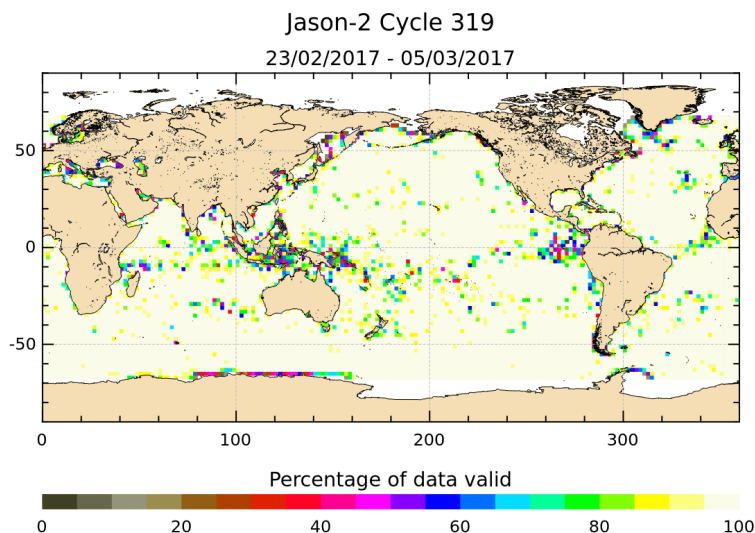 Jason-2 Cycle 319
23/02/2017 - 05/03/2017
50
0
-50
0 100 200 300
Percentage of data valid
0 20 40 60 80 100